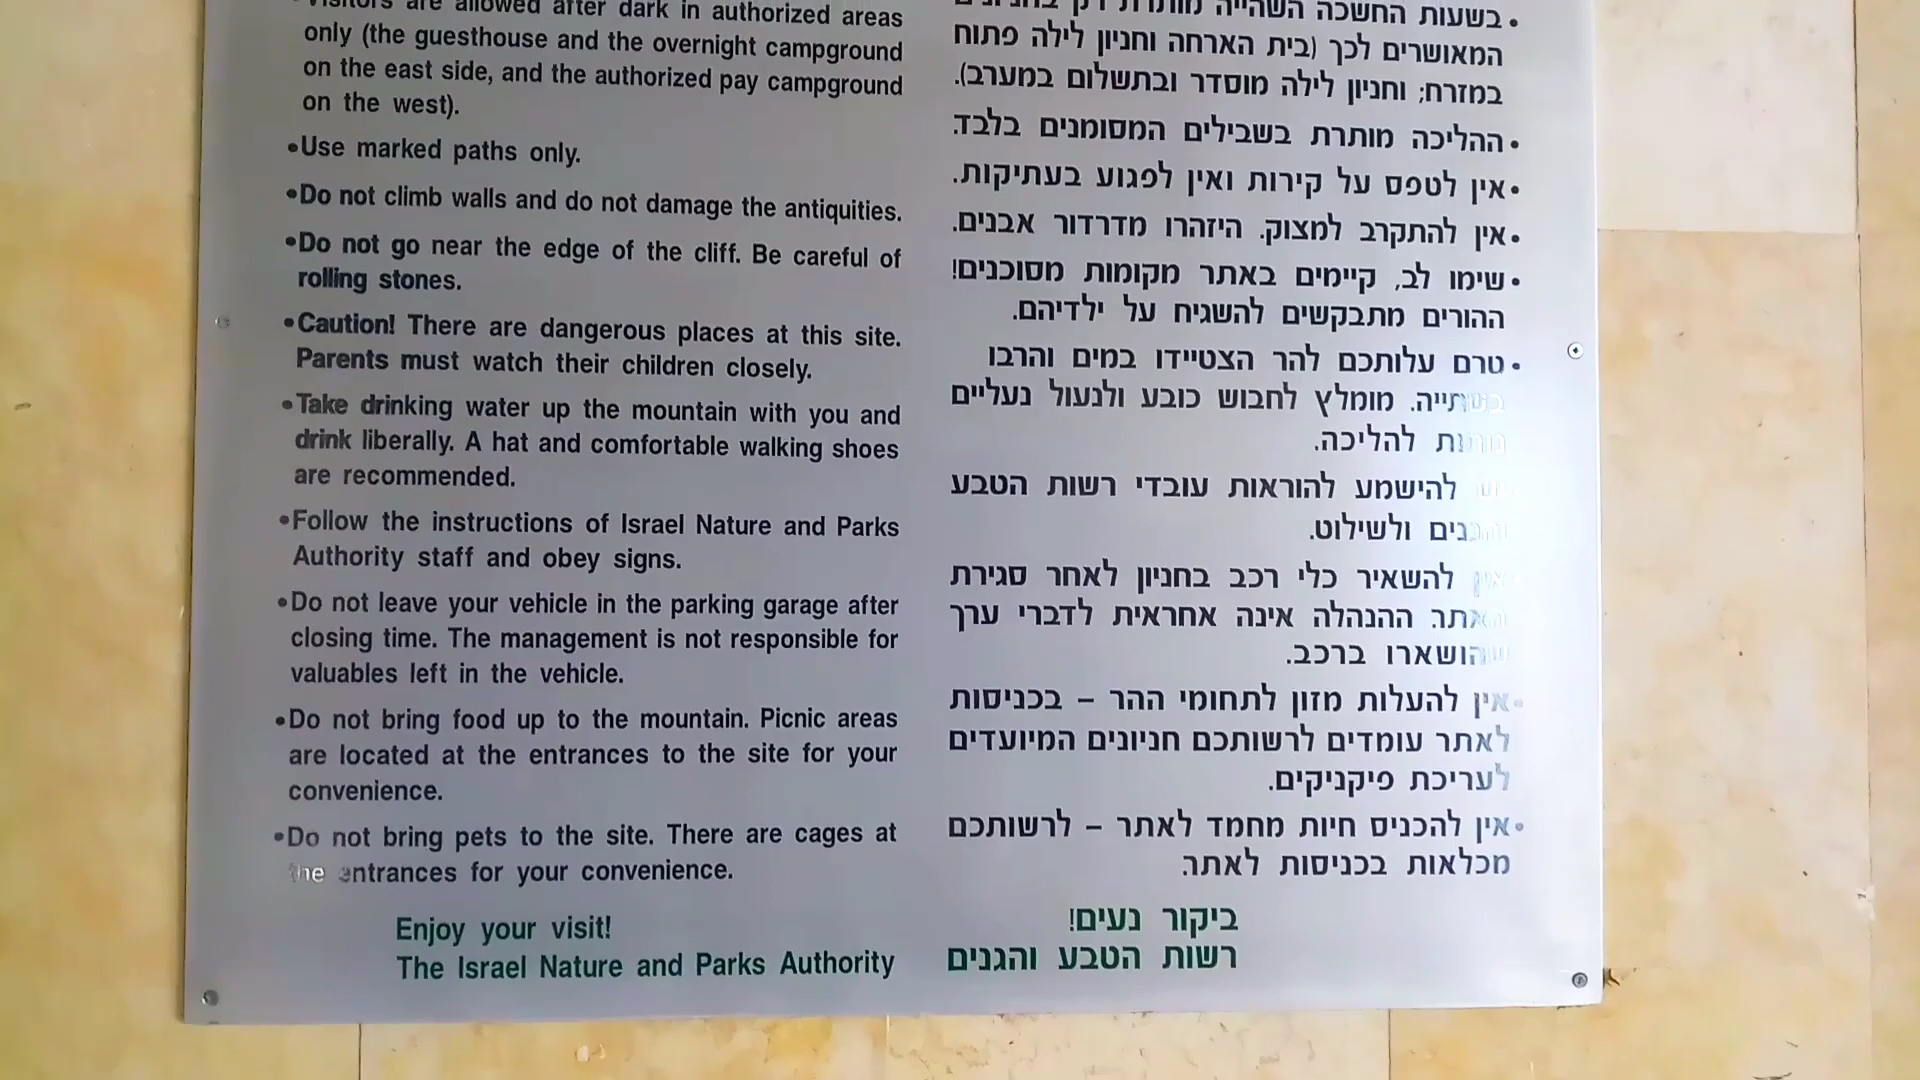 Visitors are allowed after dark in authorized areas
only (the guesthouse and the overnight campground
on the east side, and the authorized pay campground
on the west).
•Use marked paths only.
•Do not climb walls and do not damage the antiquities.
•Do not go near the edge of the cliff. Be careful of
rolling stones.
•Caution! There are dangerous places at this site.
Parents must watch their children closely.
•Take drinking water up the mountain with you and
drink liberally. A hat and comfortable walking shoes
are recommended.
•Follow the instructions of Israel Nature and Parks
Authority staff and obey signs.
•Do not leave your vehicle in the parking garage after
closing time. The management is not responsible for
valuables left in the vehicle.
•Do not bring food up to the mountain. Picnic areas
are located at the entrances to the site for your
convenience.
•Do not bring pets to the site. There are cages at
the entrances for your convenience.
Enjoy your visit!
The Israel Nature and Parks Authority
•בשעות החשכה השהייה מותרת רק בחניונים
המאושרים לכך (בית הארחה וחניון לילה פתוח
במזרח; וחניון לילה מוסדר ובתשלום במערב).
•ההליכה מותרת בשבילים המסומנים בלבד.
•אין לטפס על קירות ואין לפגוע בעתיקות.
•אין להתקרב למצוק. היזהרו מדרדור אבנים.
•שימו לב, קיימים באתר מקומות מסוכנים!
ההורים מתבקשים להשגיח על ילדיהם.
•טרם עלותכם להר הצטיידו במים והרבו
בשתייה. מומלץ לחבוש כובע ולנעול נעליים
להליכה.
יש להישמע להוראות עובדי רשות הטבע
והגנים ולשילוט.
אין להשאיר כלי רכב בחניון לאחר סגירת
האתר. ההנהלה אינה אחראית לדברי ערך
שהושארו ברכב.
•אין להעלות מזון לתחומי ההר – בכניסות
לאתר עומדים לרשותכם חניונים המיועדים
לעריכת פיקניקים.
•אין להכניס חיות מחמד לאתר – לרשותכם
מכלאות בכניסות לאתר.
ביקור נעים!
רשות הטבע והגנים